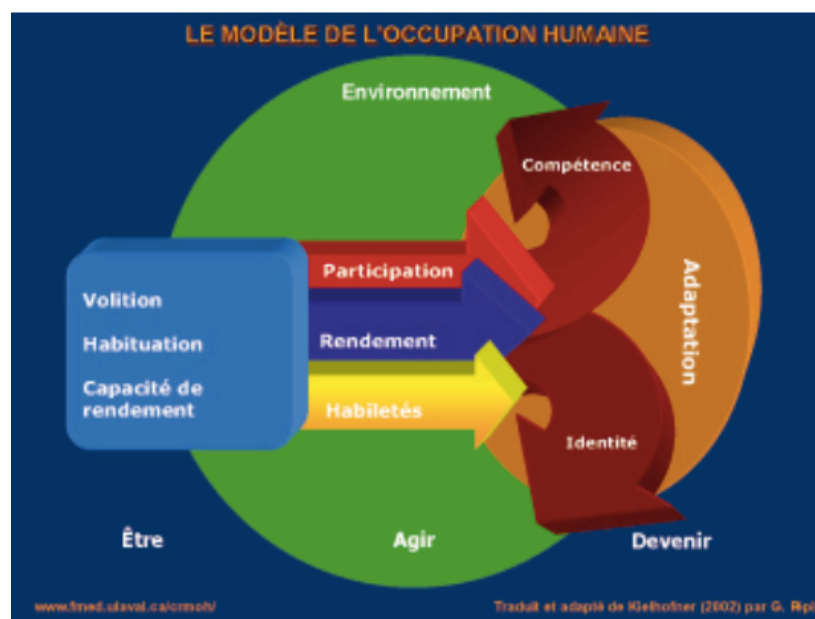 LE MODÈLE DE L'OCCUPATION HUMAINE
Environnement
Compétence
Participation
Volition
Adaptation
Habituation
Rendement
Capacité de
rendement
Habiletés
Identité
Être
Agir
Devenir
www.fmed.ulaval.ca/crmoh/
Traduit et adapté de Kielhofner (2002) par G. Ripl